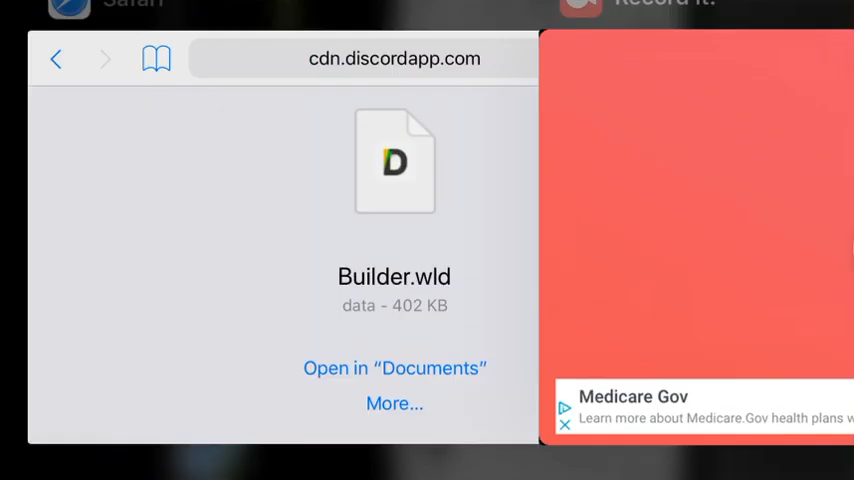 Safari
Record it!
cdn.discordapp.com
D
Builder.wld
data - 402 KB
Open in “Documents”
More...
Medicare Gov
Learn more about Medicare.Gov health plans